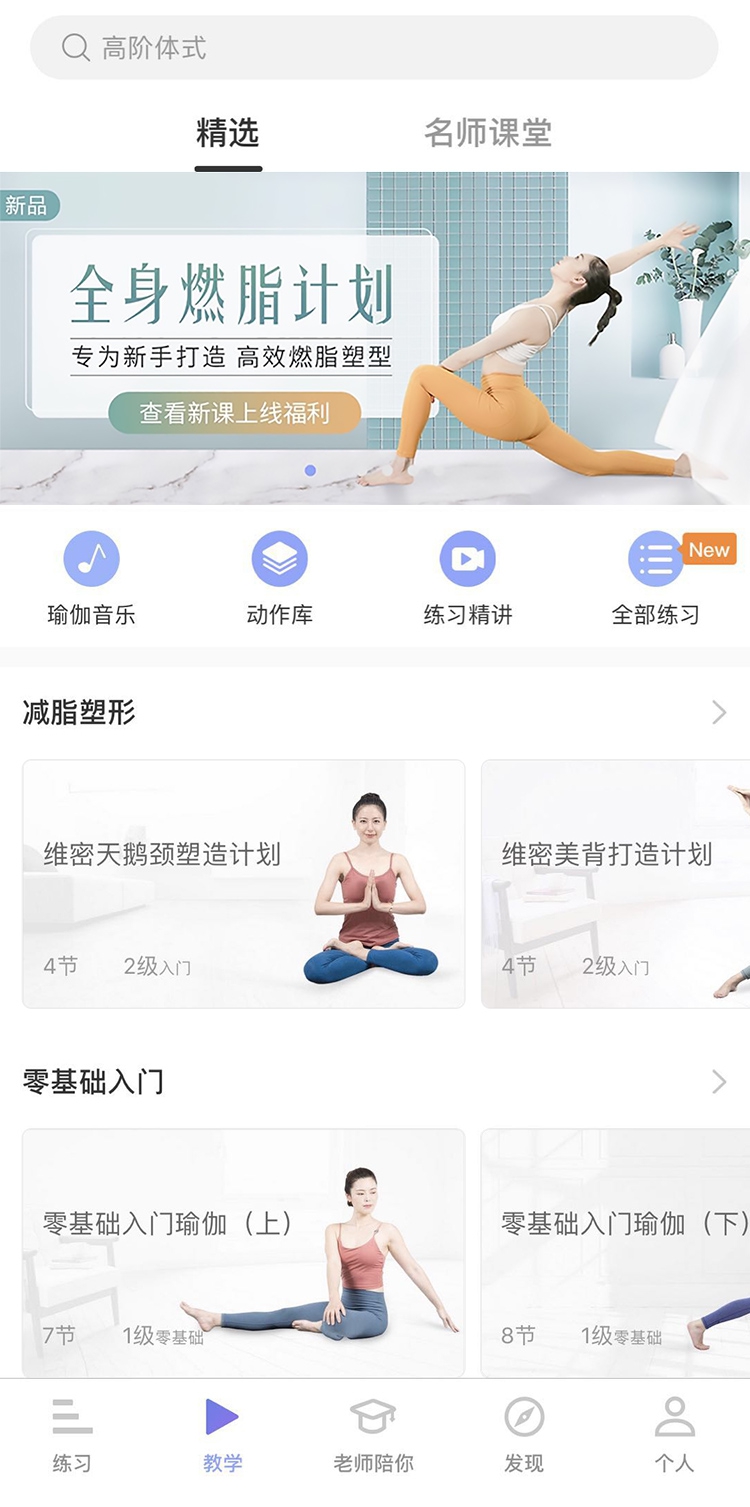 高阶体式
精选
名师课堂
新品
全身燃脂计划
专为新手打造 高效燃脂塑型
查看新课上线福利
瑜伽音乐
动作库
练习精讲
全部练习
New
减脂塑形
维密天鹅颈塑造计划
4节 2级入门
维密美背打造计划
4节 2级入门
零基础入门
零基础入门瑜伽（上）
7节 1级零基础
零基础入门瑜伽（下）
8节 1级零基础
练习
教学
老师陪你
发现
个人